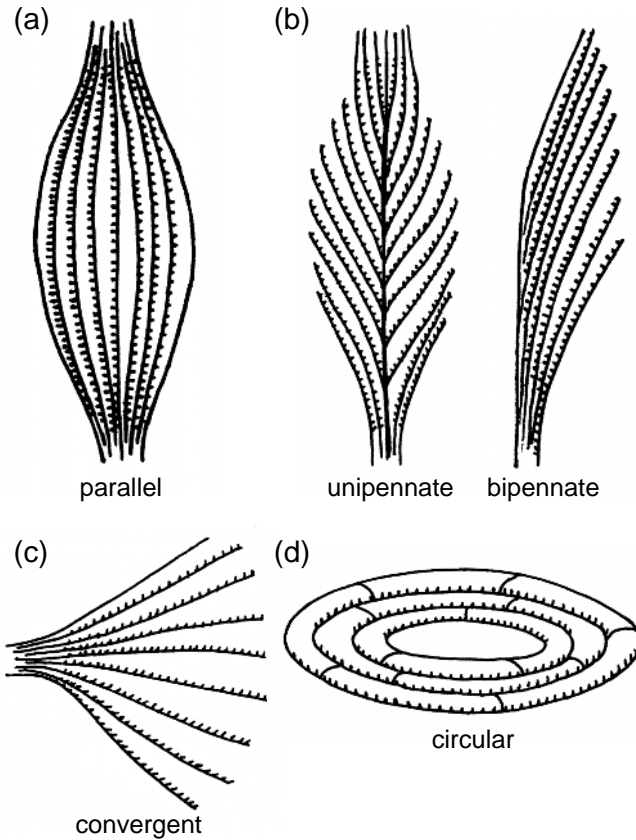 (a)
(b)
parallel
unipennate
bipennate
(c)
(d)
circular
convergent